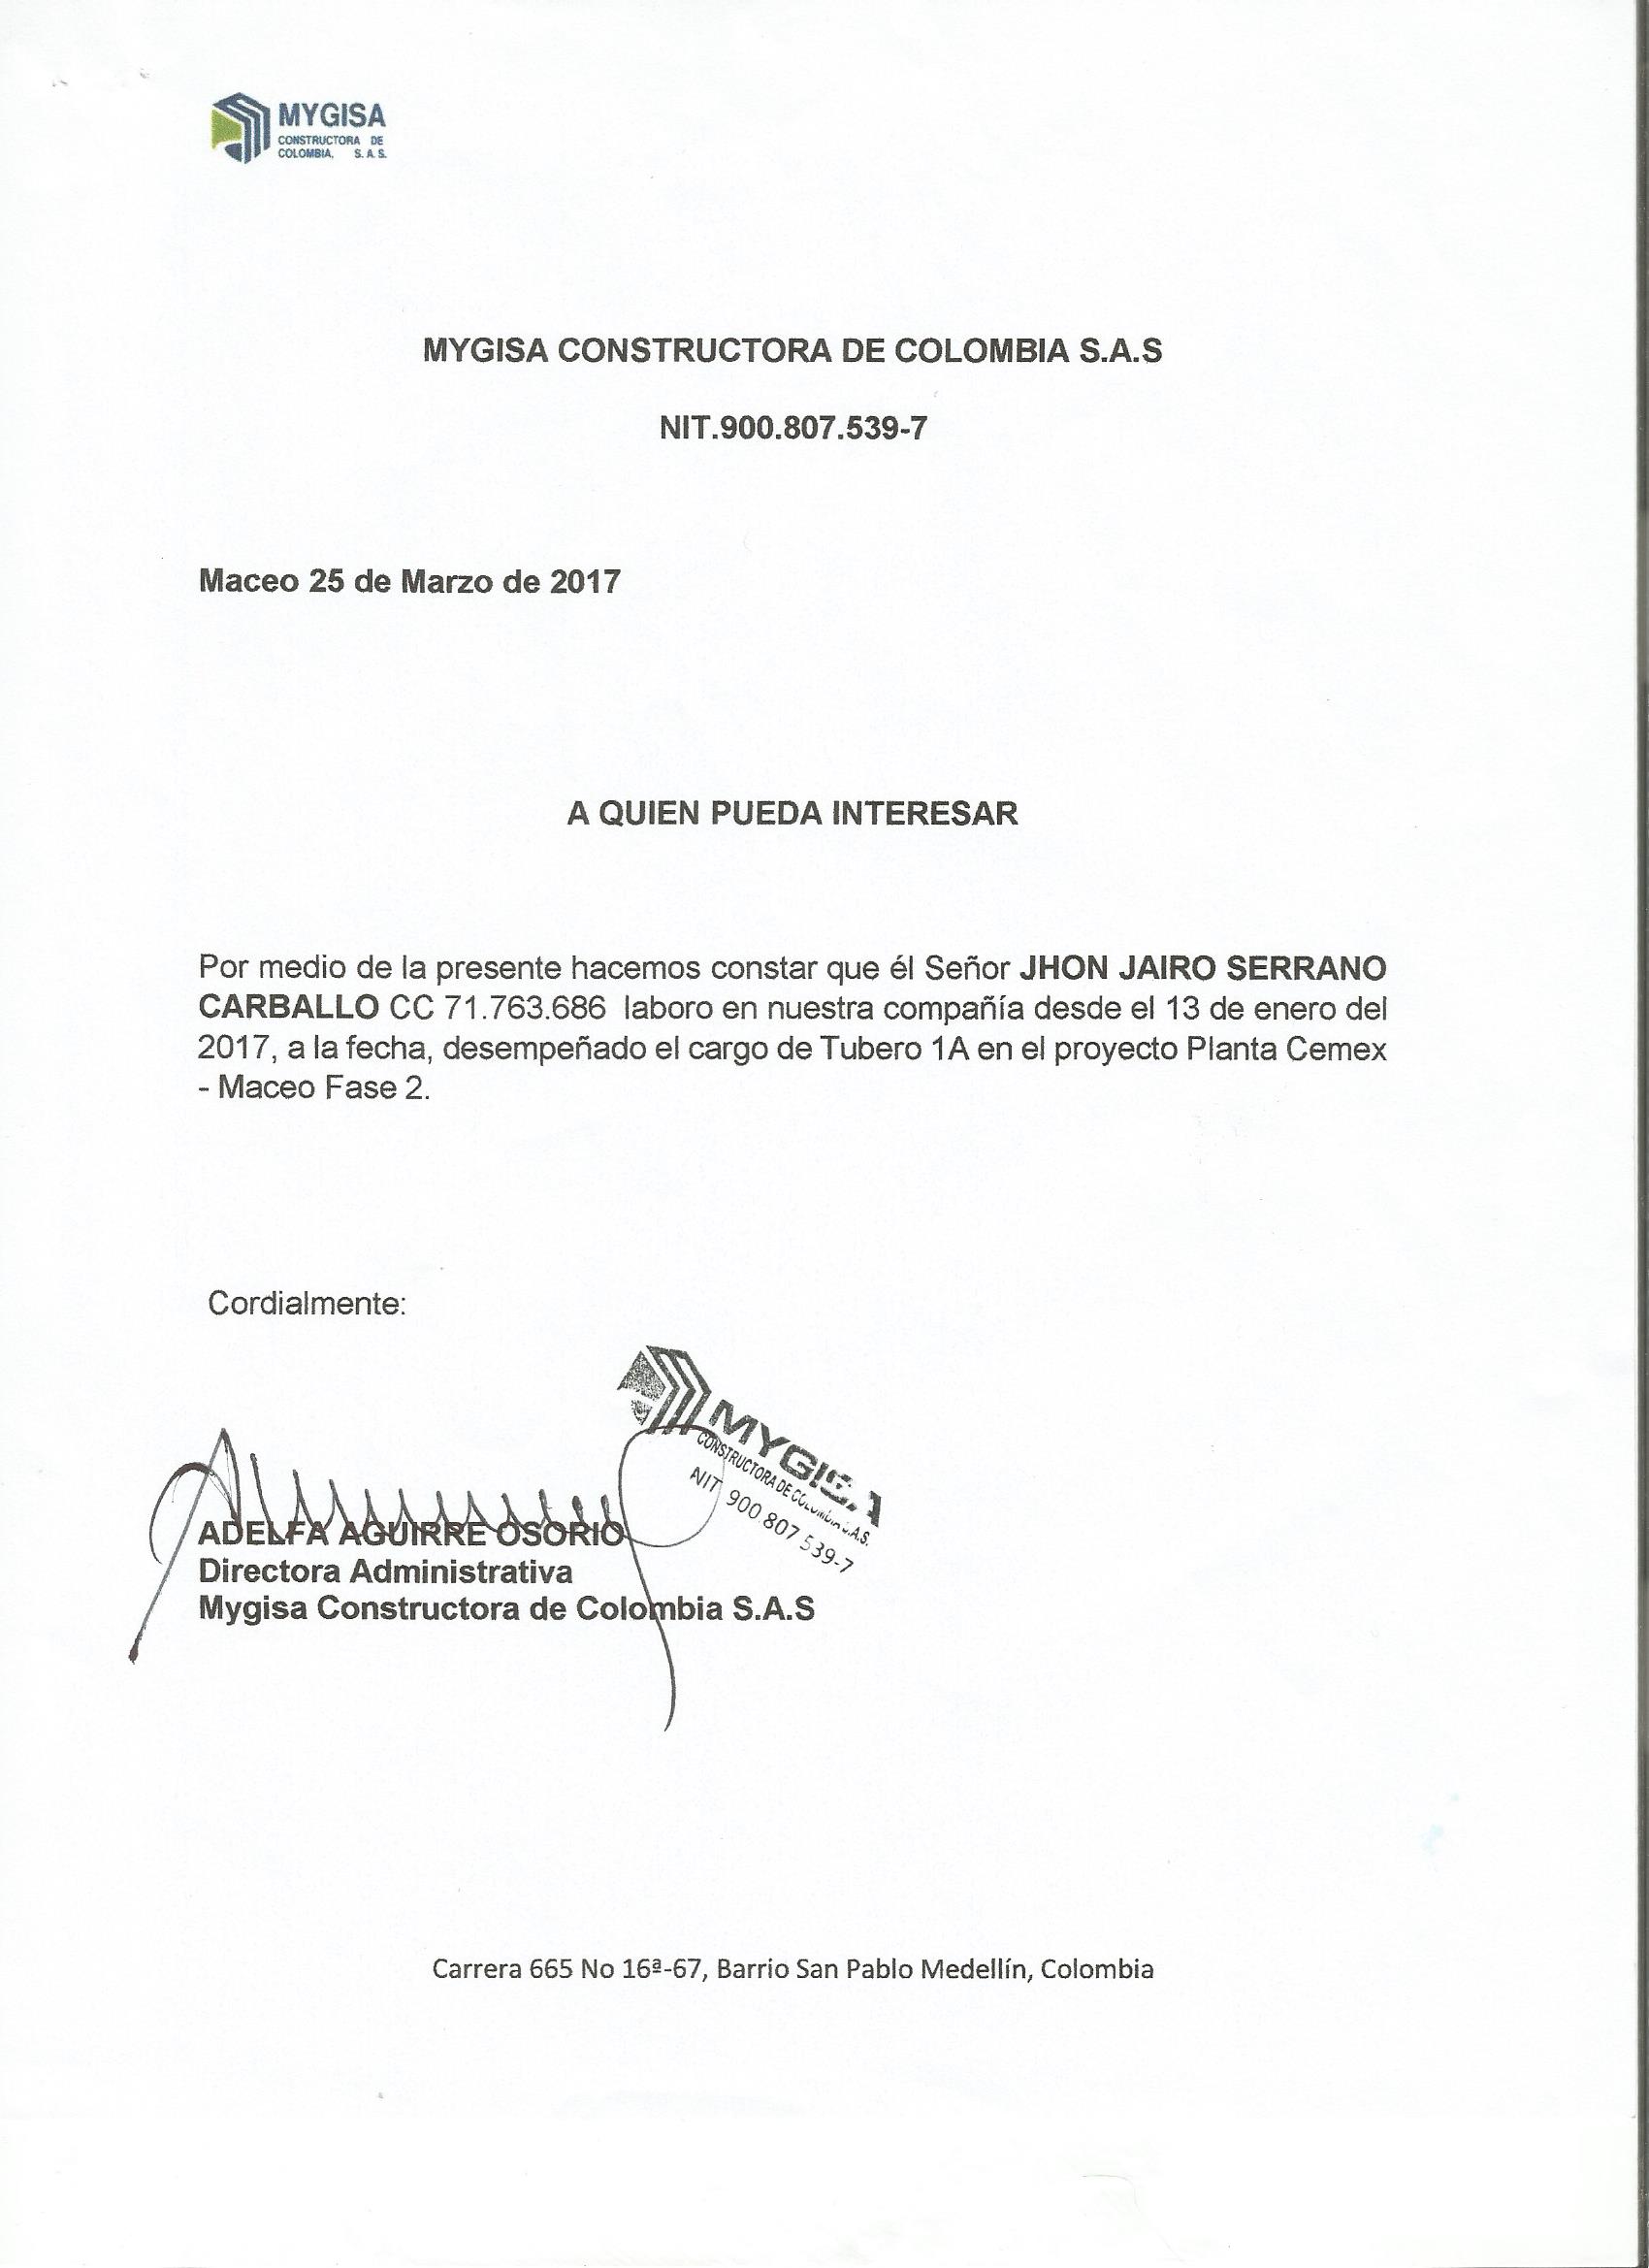 MYGISA
CONSTRUCTORA DE
COLOMBIA, S.A.S.
MYGISA CONSTRUCTORA DE COLOMBIA S.A.S
NIT.900.807.539-7
Maceo 25 de Marzo de 2017
A QUIEN PUEDA INTERESAR
Por medio de la presente hacemos constar que él Señor JHON JAIRO SERRANO
CARBALLO CC 71.763.686 laboro en nuestra compañía desde el 13 de enero del
2017, a la fecha, desempeñado el cargo de Tubero 1A en el proyecto Planta Cemex
- Maceo Fase 2.
Cordialmente:
MYGISA
CONSTRUCTORA DE COLOMBIA S.A.S.
NIT 900.807.539-7
ADELFA AGUIRRE OSORIO
Directora Administrativa
Mygisa Constructora de Colombia S.A.S
Carrera 665 No 16ª-67, Barrio San Pablo Medellín, Colombia